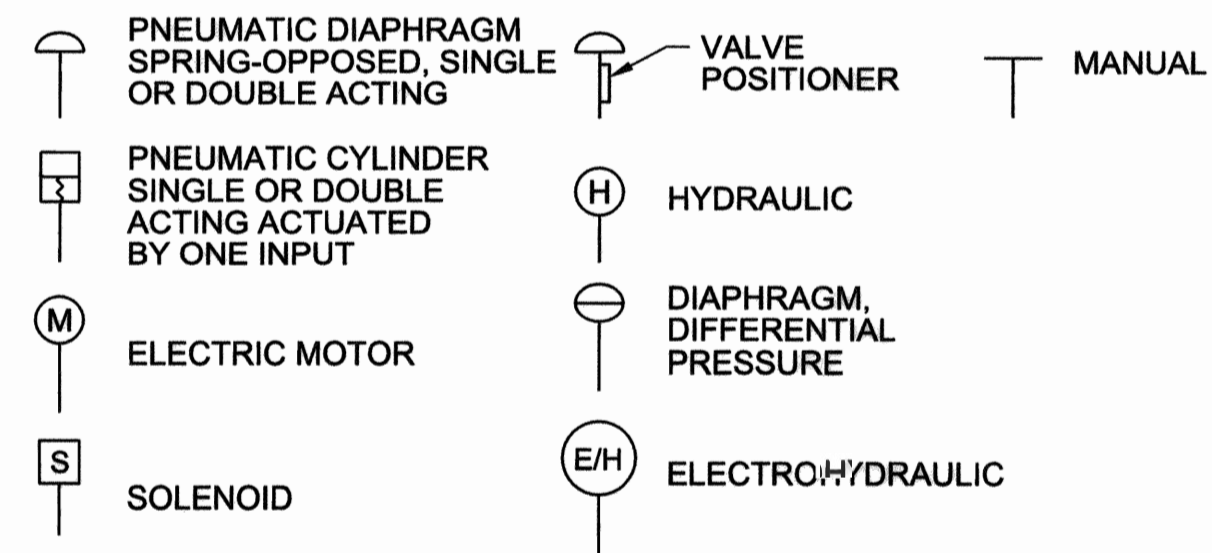 PNEUMATIC DIAPHRAGM
SPRING-OPPOSED, SINGLE
OR DOUBLE ACTING
VALVE
POSITIONER
MANUAL
PNEUMATIC CYLINDER
SINGLE OR DOUBLE
ACTING ACTUATED
BY ONE INPUT
H
HYDRAULIC
M
ELECTRIC MOTOR
DIAPHRAGM,
DIFFERENTIAL
PRESSURE
S
SOLENOID
E/H
ELECTROHYDRAULIC